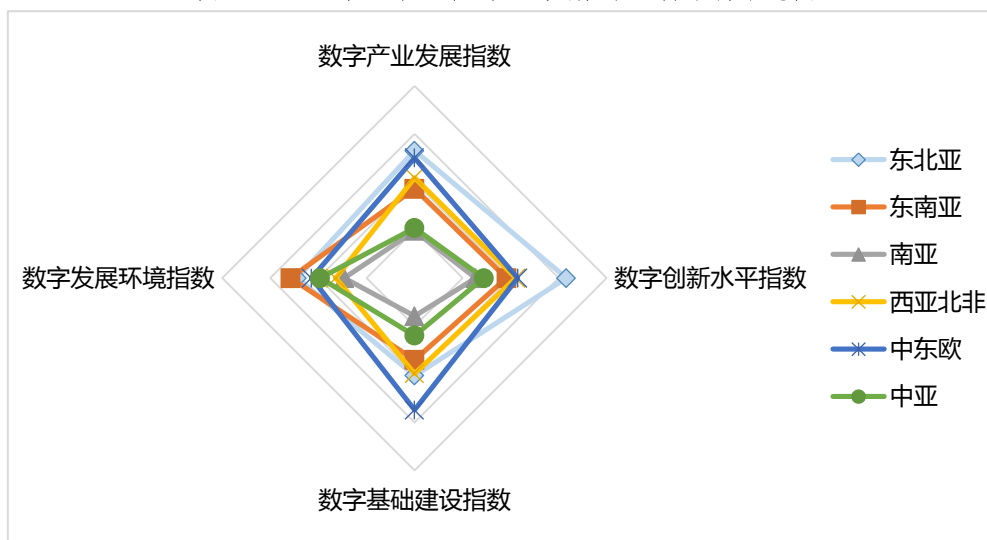 数字产业发展指数
东北亚
东南亚
南亚
数字发展环境指数
数字创新水平指数
西亚北非
中东欧
中亚
数字基础建设指数